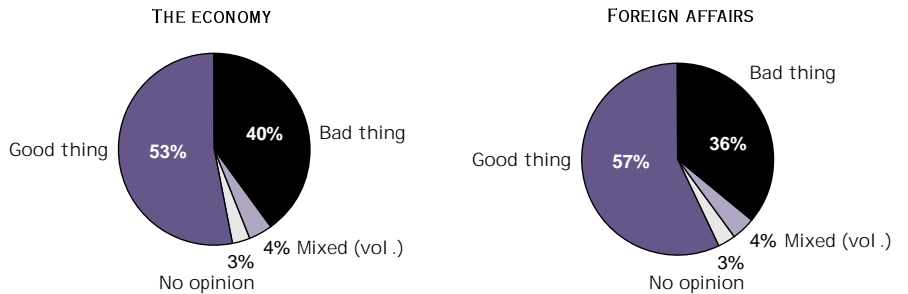 THE ECONOMY
Good thing
53%
40%
Bad thing
4% Mixed (vol.)
3%
No opinion
FOREIGN AFFAIRS
Bad thing
Good thing
57%
36%
4% Mixed (vol.)
3%
No opinion